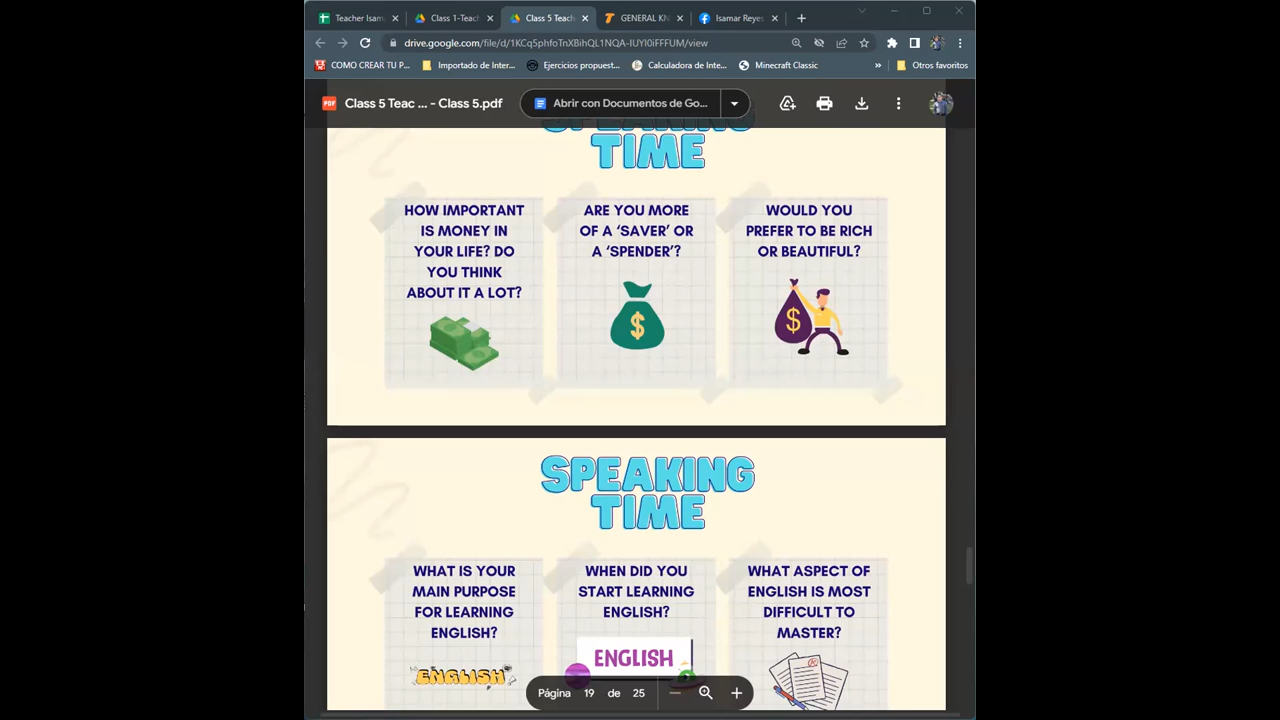 Teacher Isam
Class 1-Teach
Class 5 Teach
GENERAL KN
Isamar Reyes
drive.google.com/file/d/1KCq5phfoTnXBihQL1NQA-IUYI0iFFFUM/view
COMO CREAR TU P...
Importado de Inter...
Ejercicios propuest...
Calculadora de Inte...
Minecraft Classic
»
Otros favoritos
PDF
Class 5 Teac ... - Class 5.pdf
Abrir con Documentos de Go...
SPEAKING
TIME
HOW IMPORTANT
IS MONEY IN
YOUR LIFE? DO
YOU THINK
ABOUT IT A LOT?
ARE YOU MORE
OF A ‘SAVER’ OR
A ‘SPENDER’?
$
WOULD YOU
PREFER TO BE RICH
OR BEAUTIFUL?
$
SPEAKING
TIME
WHAT IS YOUR
MAIN PURPOSE
FOR LEARNING
ENGLISH?
ENGLISH
WHEN DID YOU
START LEARNING
ENGLISH?
ENGLISH
WHAT ASPECT OF
ENGLISH IS MOST
DIFFICULT TO
MASTER?
Página 19 de 25